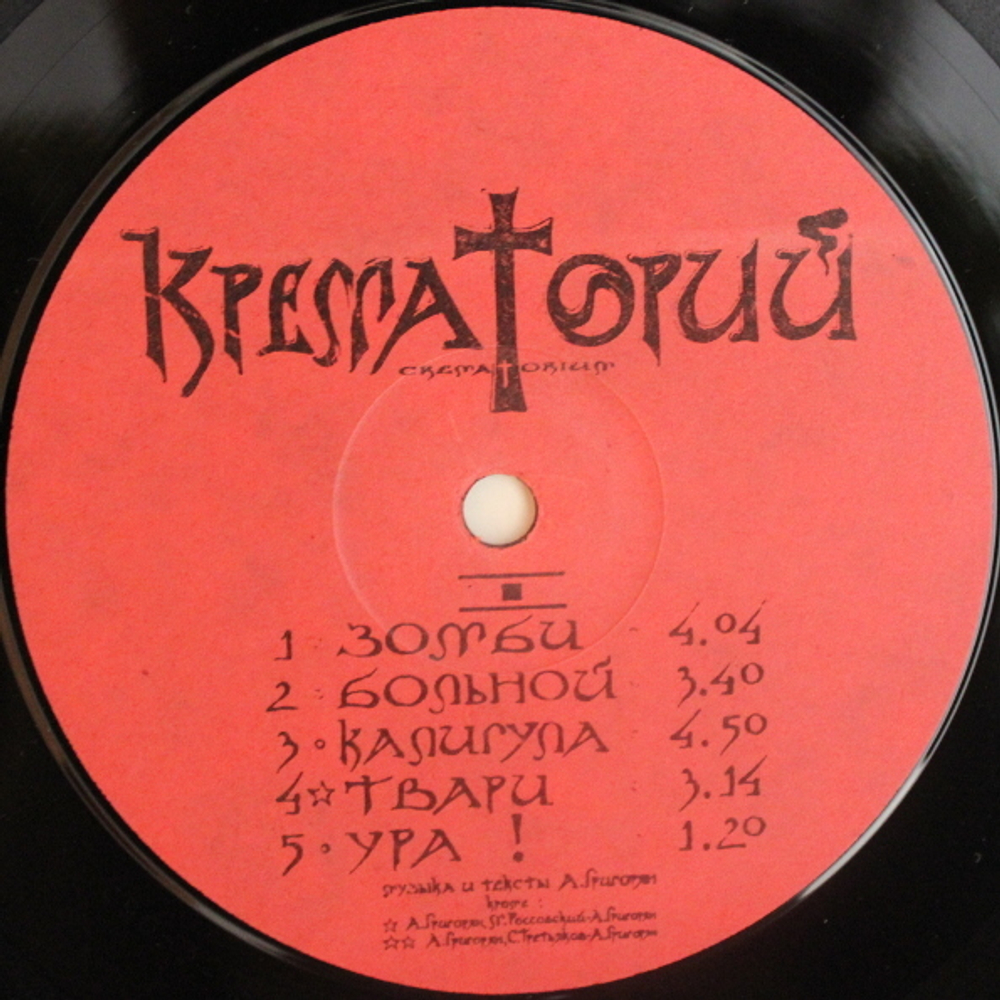 КРЕМАТОРИЙ
CREMATORIUM
I
1 · ЗОМБИ 4.04
2 · БОЛЬНОЙ 3.40
3 · КАЛИГУЛА 4.50
4 ☆ ТВАРИ 3.14
5 · УРА ! 1.20
музыка и тексты А.Григорян
кроме :
☆ А.Григорян, Россовский-А.Григорян
☆☆ А.Григорян, С.Третьяков-А.Григорян